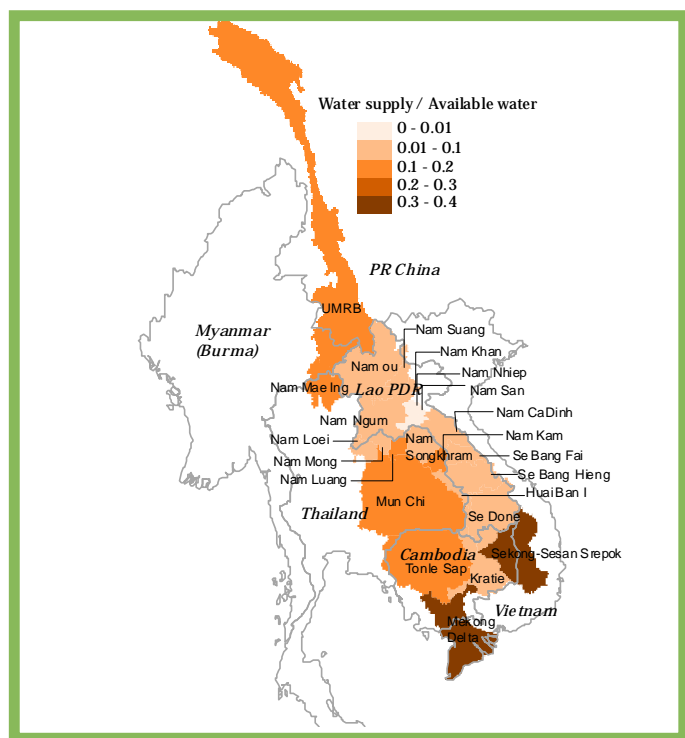 Water supply / Available water
0 - 0.01
0.01 - 0.1
0.1 - 0.2
0.2 - 0.3
0.3 - 0.4
PR China
UMRB
Myanmar
(Burma)
Nam Suang
Nam Khan
Nam ou
Nam Nhiep
Nam Mae Ing
Lao PDR
Nam San
Nam CaDinh
Nam Ngum
Nam Kam
Nam Loei
Nam
Songkhram
Se Bang Fai
Nam Mong
Se Bang Hieng
Nam Luang
Huai Ban I
Mun Chi
Thailand
Se Done
Cambodia
Sekong-Sesan Srepok
Tonle Sap
Kratie
Vietnam
Mekong
Delta